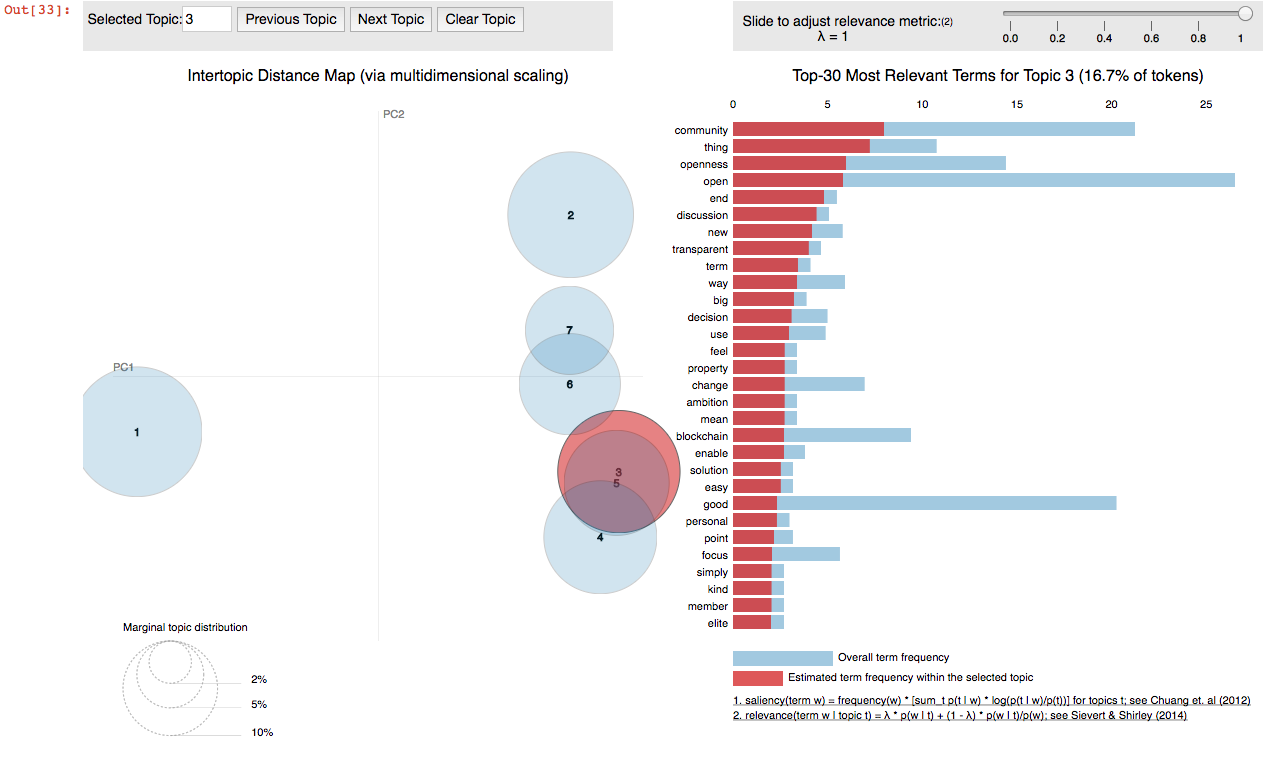 Out[33]:
Selected Topic: 3 Previous Topic Next Topic Clear Topic
Slide to adjust relevance metric:(2)
λ = 1
0.0 0.2 0.4 0.6 0.8 1
Intertopic Distance Map (via multidimensional scaling)
PC2
PC1
2
7
6
1
3
5
4
Marginal topic distribution
2%
5%
10%
Top-30 Most Relevant Terms for Topic 3 (16.7% of tokens)
0 5 10 15 20 25
community
thing
openness
open
end
discussion
new
transparent
term
way
big
decision
use
feel
property
change
ambition
mean
blockchain
enable
solution
easy
good
personal
point
focus
simply
kind
member
elite
Overall term frequency
Estimated term frequency within the selected topic
1. saliency(term w) = frequency(w) * [sum_t p(t | w) * log(p(t | w)/p(t))] for topics t; see Chuang et. al (2012)
2. relevance(term w | topic t) = λ * p(w | t) + (1 - λ) * p(w | t)/p(w); see Sievert & Shirley (2014)